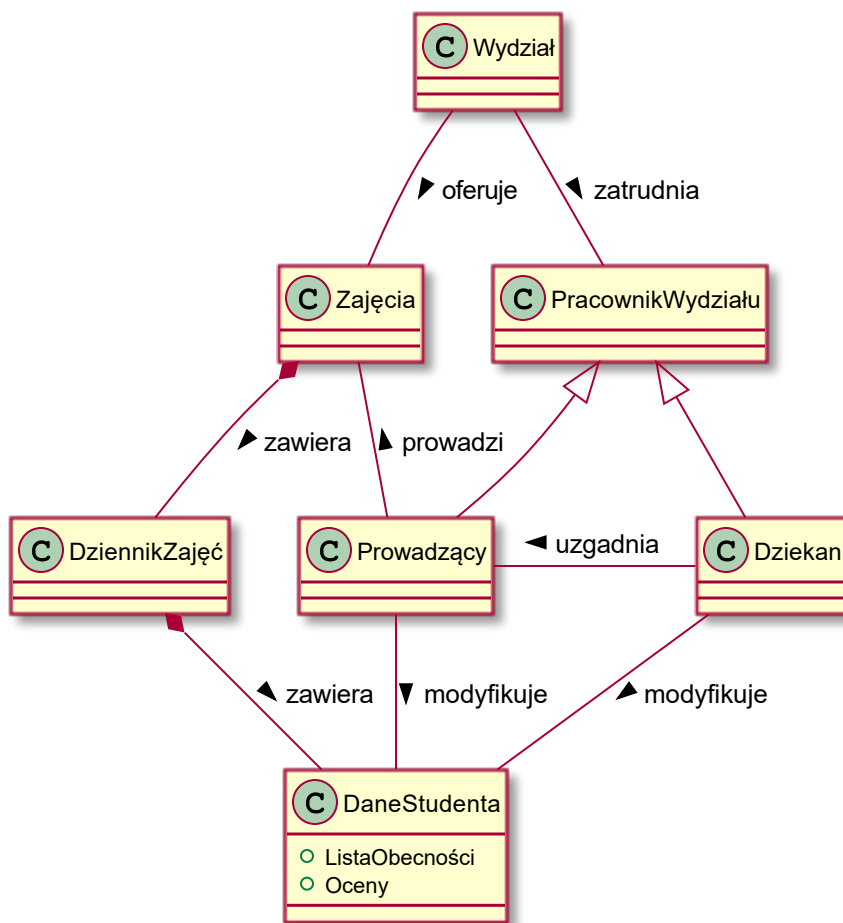 C Wydział
oferuje
zatrudnia
C Zajęcia
C PracownikWydziału
zawiera
prowadzi
C DziennikZajęć
C Prowadzący
uzgadnia
C Dziekan
zawiera
modyfikuje
modyfikuje
C DaneStudenta
ListaObecności
Oceny